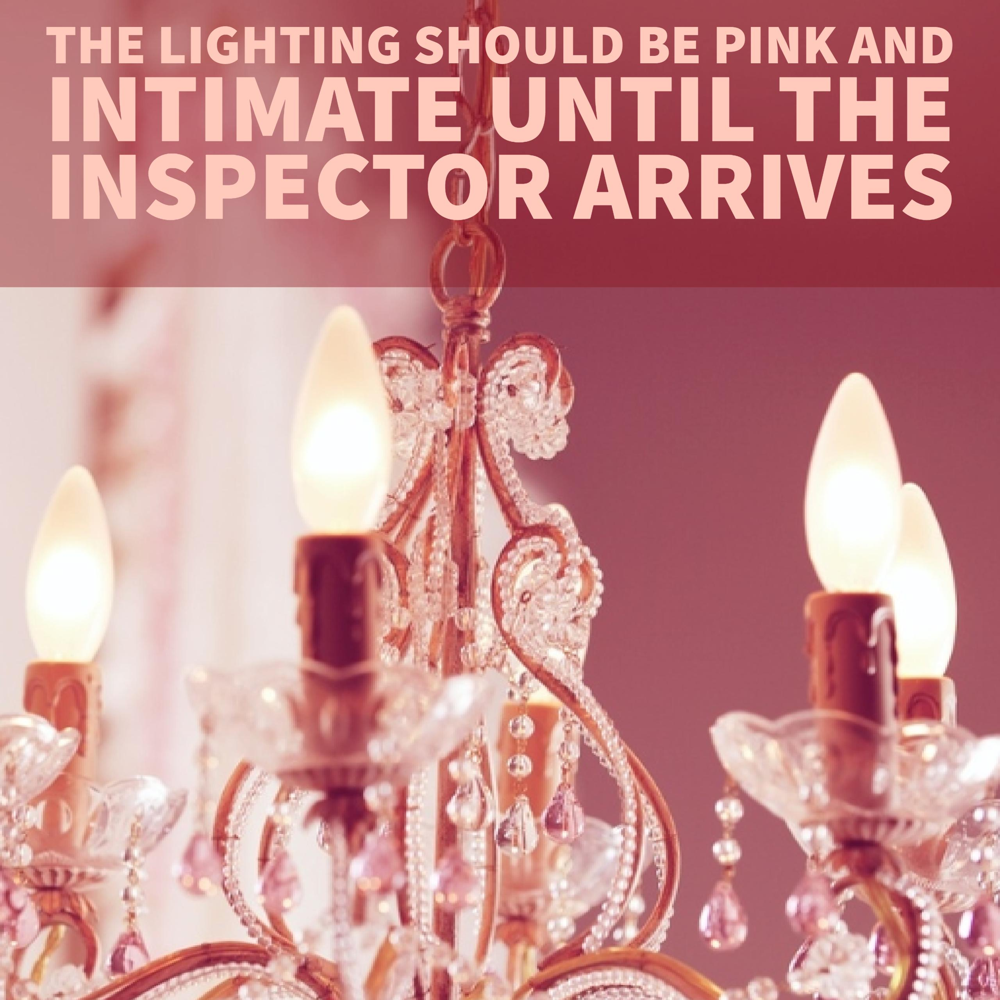 THE LIGHTING SHOULD BE PINK AND
INTIMATE UNTIL THE
INSPECTOR ARRIVES